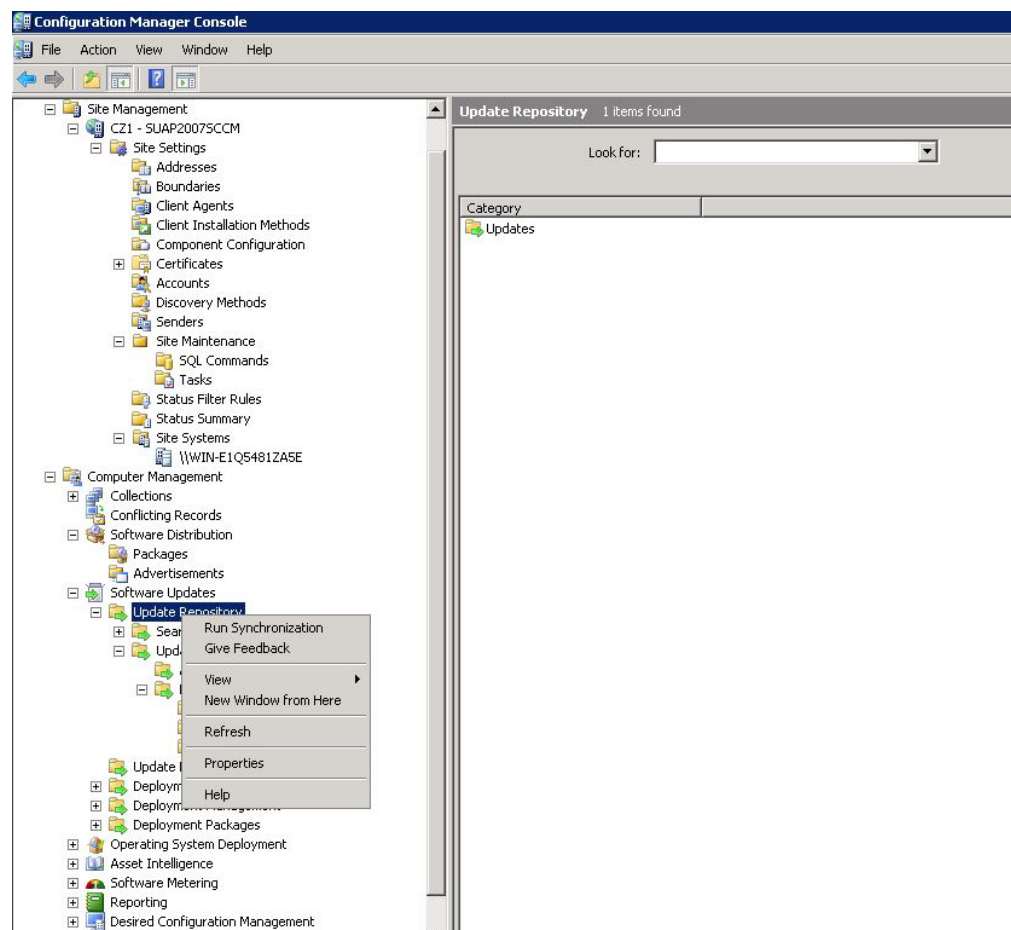 Configuration Manager Console
File Action View Window Help
Site Management
CZ1 - SUAP2007SCCM
Site Settings
Addresses
Boundaries
Client Agents
Client Installation Methods
Component Configuration
Certificates
Accounts
Discovery Methods
Senders
Site Maintenance
SQL Commands
Tasks
Status Filter Rules
Status Summary
Site Systems
\\WIN-E1Q5481ZA5E
Computer Management
Collections
Conflicting Records
Software Distribution
Packages
Advertisements
Software Updates
Update Repository
Run Synchronization
Give Feedback
View
New Window from Here
Refresh
Properties
Help
Update
Deployment Packages
Operating System Deployment
Asset Intelligence
Software Metering
Reporting
Desired Configuration Management
Update Repository 1 items found
Look for:
Category
Updates